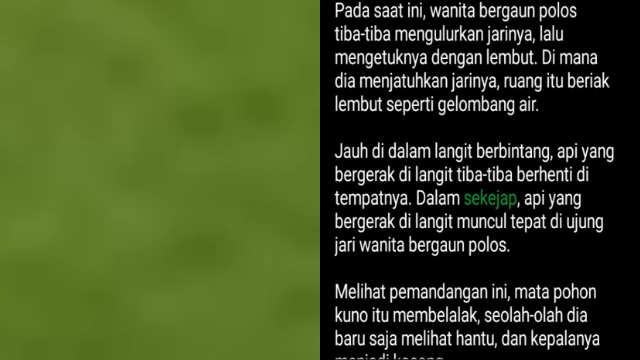 Pada saat ini, wanita bergaun polos
tiba-tiba mengulurkan jarinya, lalu
mengetuknya dengan lembut. Di mana
dia menjatuhkan jarinya, ruang itu beriak
lembut seperti gelombang air.
Jauh di dalam langit berbintang, api yang
bergerak di langit tiba-tiba berhenti di
tempatnya. Dalam sekejap, api yang
bergerak di langit muncul tepat di ujung
jari wanita bergaun polos.
Melihat pemandangan ini, mata pohon
kuno itu membelalak, seolah-olah dia
baru saja melihat hantu, dan kepalanya